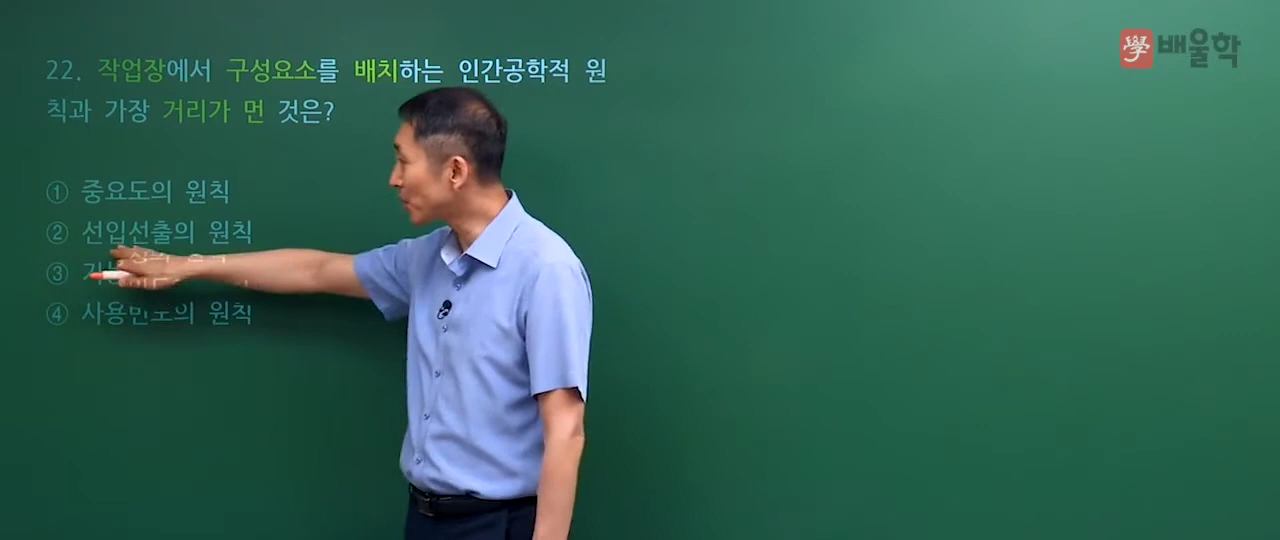 學 배울학
22. 작업장에서 구성요소를 배치하는 인간공학적 원
칙과 가장 거리가 먼 것은?
① 중요도의 원칙
② 선입선출의 원칙
③
④ 사용빈도의 원칙